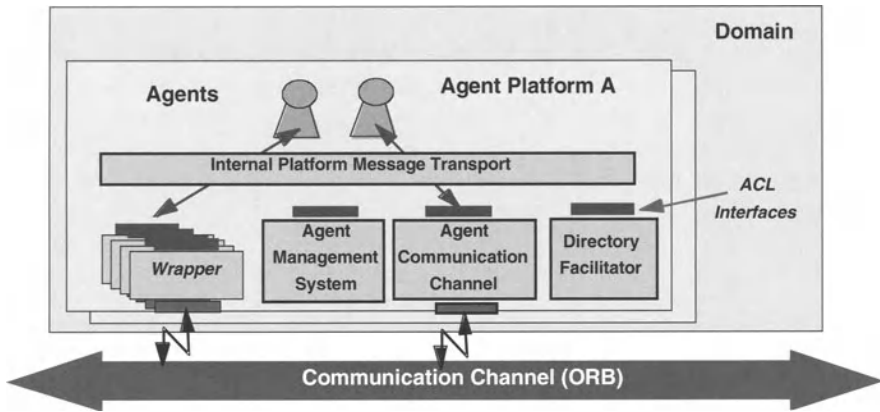 Domain
Agents
Agent Platform A
Internal Platform Message Transport
ACL
Interfaces
Wrapper
Agent
Management
System
Agent
Communication
Channel
Directory
Facilitator
Communication Channel (ORB)